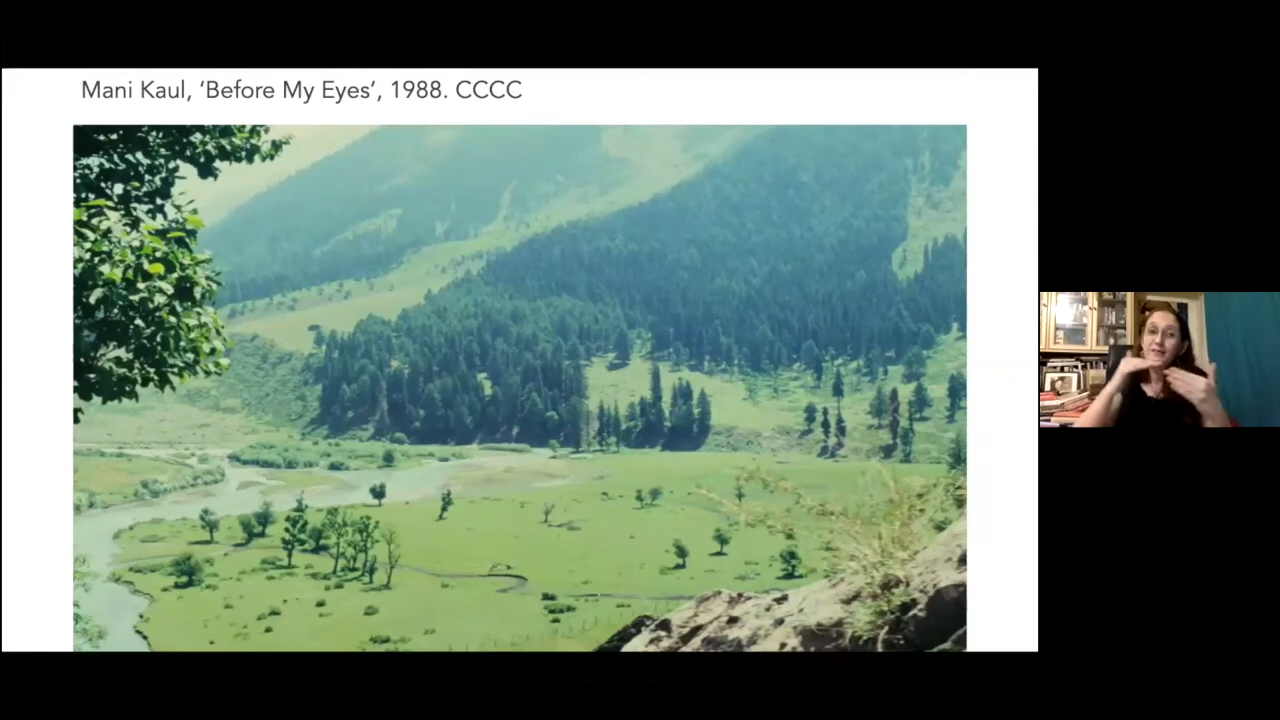 Mani Kaul, ‘Before My Eyes’, 1988. CCCC